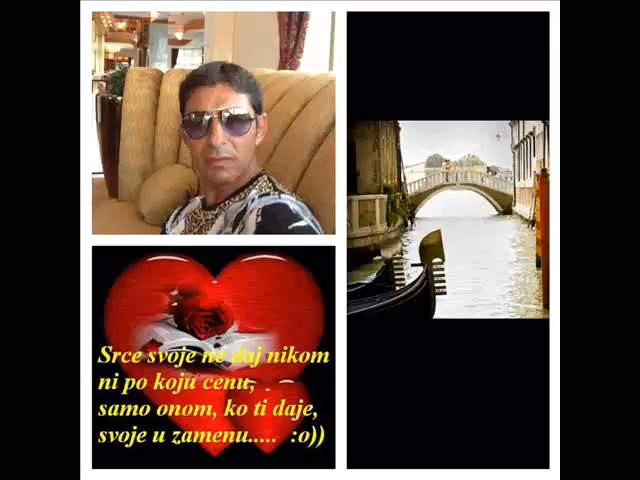 Srce svoje ne daj nikom
ni po koju cenu,
samo onom, ko ti daje,
svoje u zamenu..... :o))